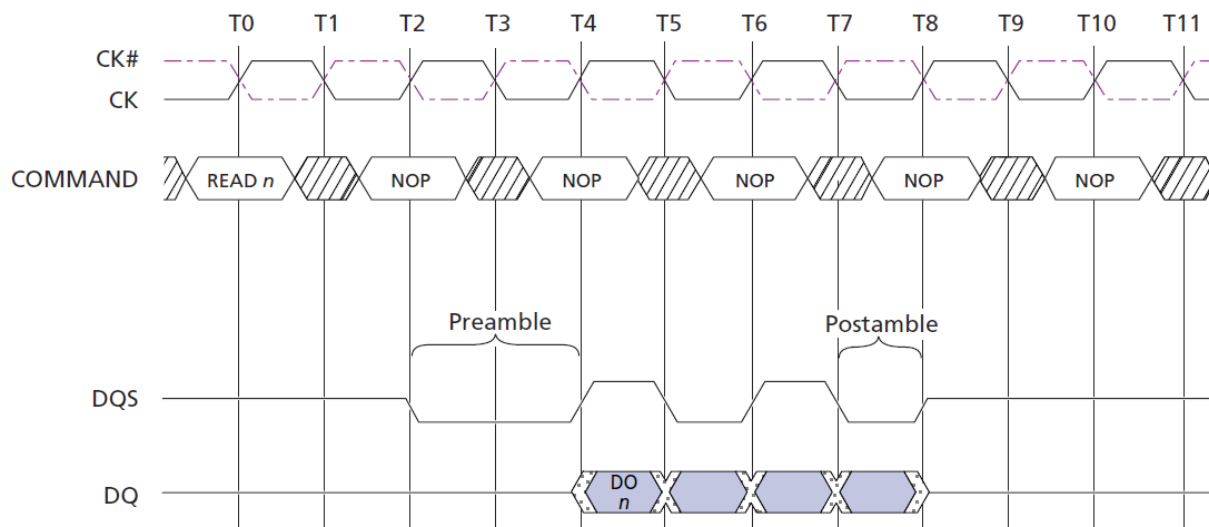 T0 T1 T2 T3 T4 T5 T6 T7 T8 T9 T10 T11
CK#
CK
COMMAND READ n NOP NOP NOP NOP NOP
Preamble Postamble
DQS
DO
DQ n